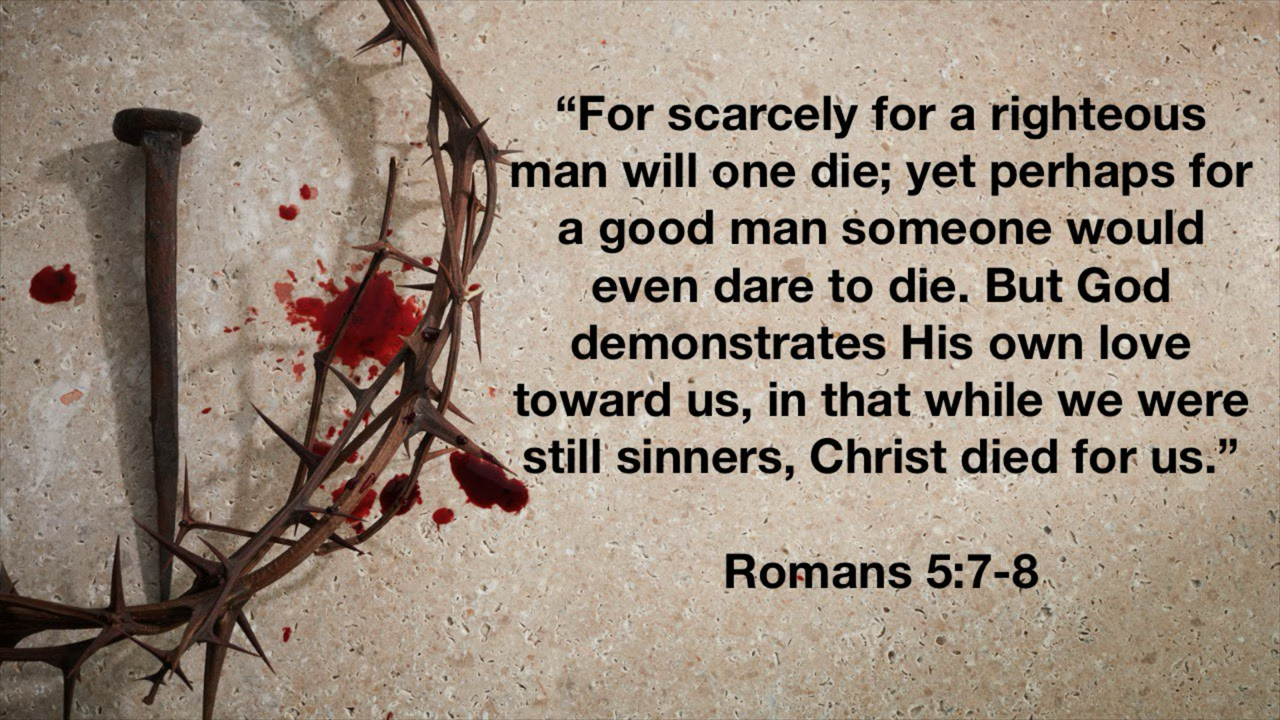 “For scarcely for a righteous
man will one die; yet perhaps for
a good man someone would
even dare to die. But God
demonstrates His own love
toward us, in that while we were
still sinners, Christ died for us.”
Romans 5:7-8